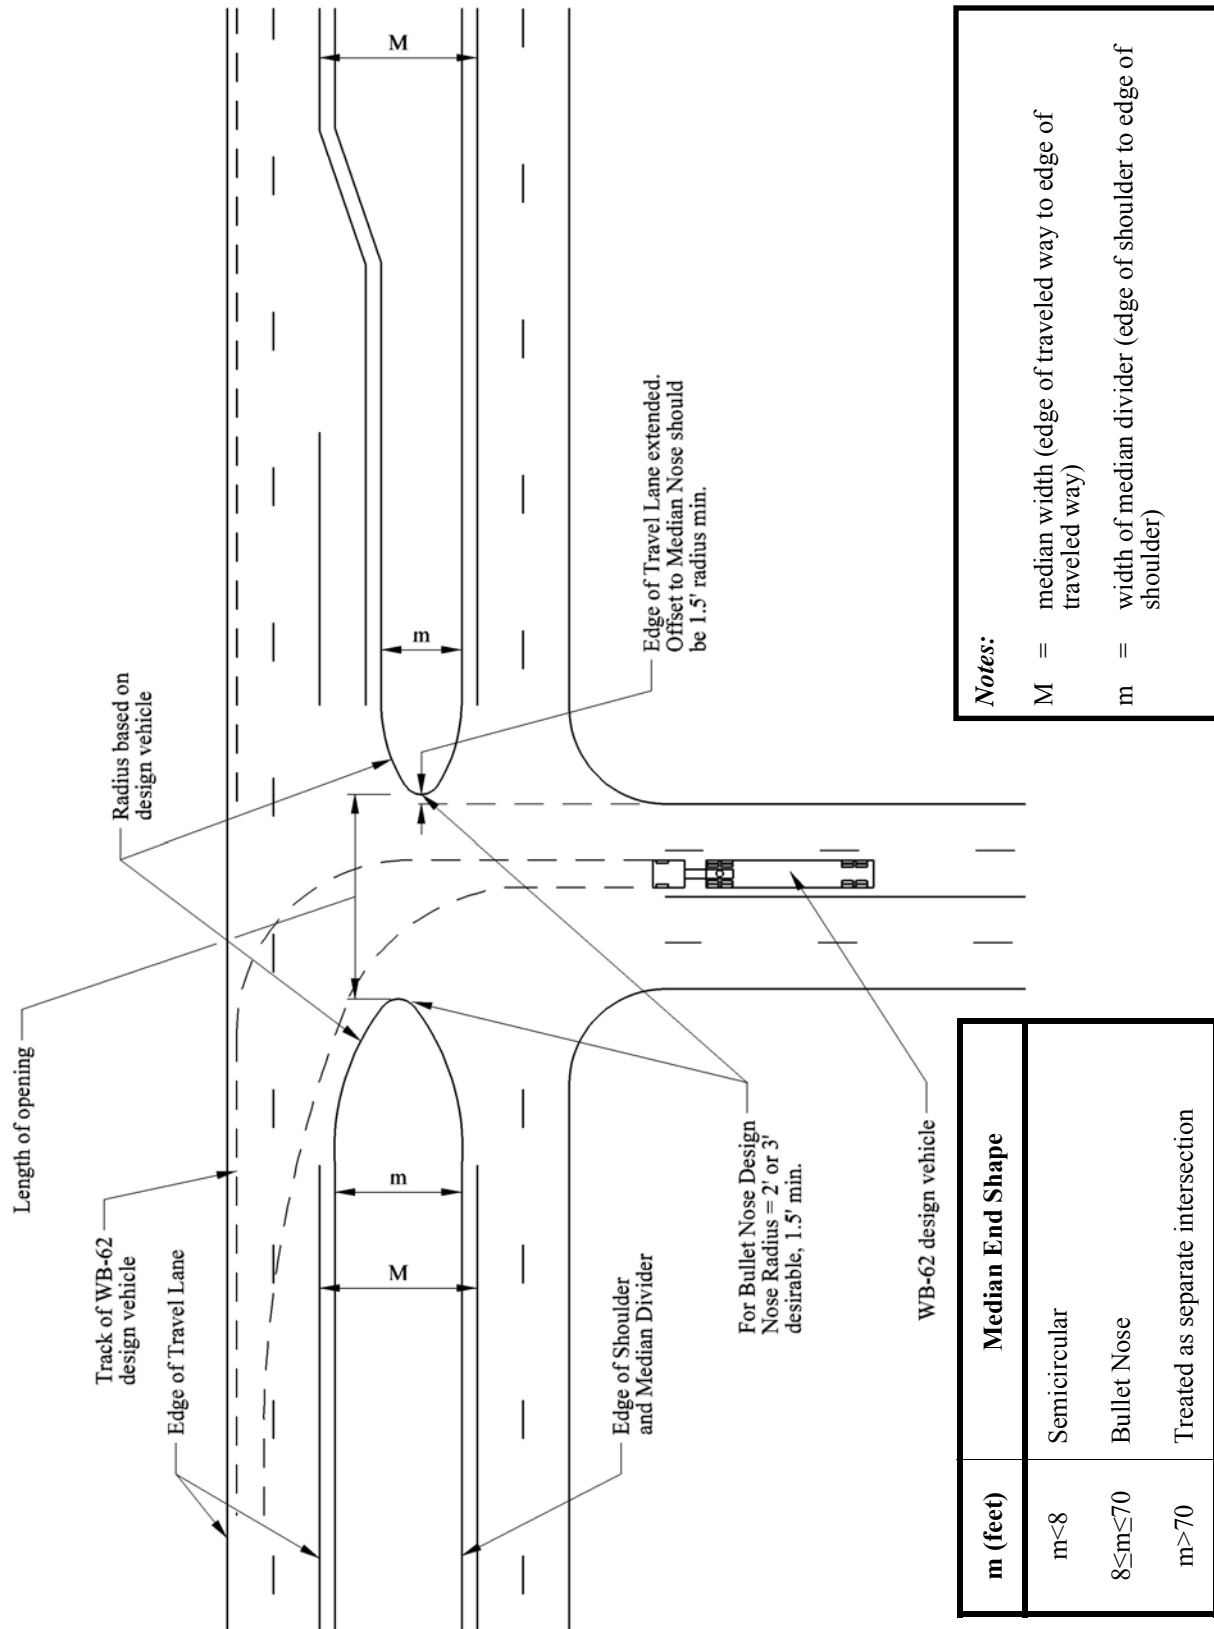 Length of opening
Track of WB-62
design vehicle
Edge of Travel Lane
Radius based on
design vehicle
M
M
m
m
Edge of Travel Lane extended.
Offset to Median Nose should
be 1.5' radius min.
Edge of Shoulder
and Median Divider
For Bullet Nose Design
Nose Radius = 2' or 3'
desirable, 1.5' min.
WB-62 design vehicle
m (feet) Median End Shape
m<8 Semicircular
8≤m≤70 Bullet Nose
m>70 Treated as separate intersection
Notes:
M = median width (edge of traveled way to edge of
traveled way)
m = width of median divider (edge of shoulder to edge of
shoulder)